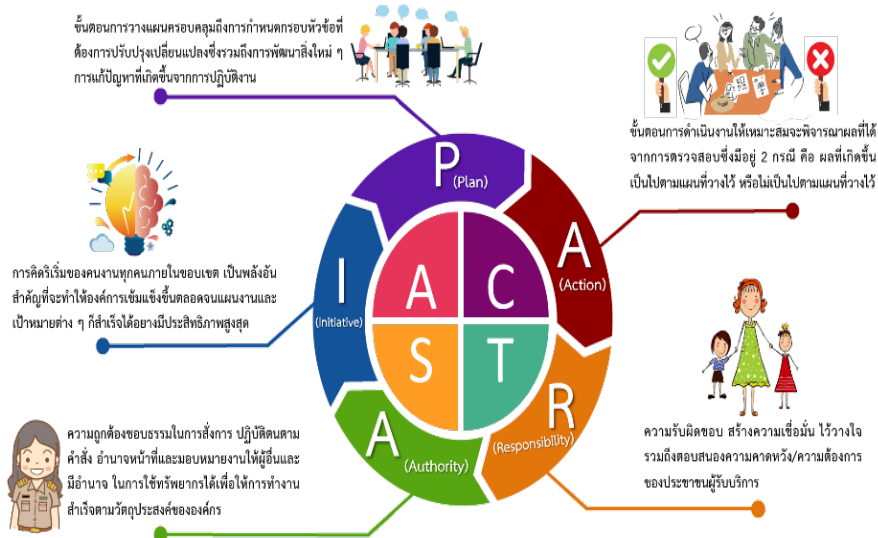 ขั้นตอนการวางแผนครอบคลุมถึงการกำหนดกรอบหัวข้อที่
ต้องการปรับปรุงเปลี่ยนแปลงซึ่งรวมถึงการพัฒนาสิ่งใหม่ ๆ
การแก้ปัญหาที่เกิดขึ้นจากการปฏิบัติงาน
ขั้นตอนการดำเนินงานให้เหมาะสมจะพิจารณาผลที่ได้
จากการตรวจสอบซึ่งมีอยู่ 2 กรณี คือ ผลที่เกิดขึ้น
เป็นไปตามแผนที่วางไว้ หรือไม่เป็นไปตามแผนที่วางไว้
P (Plan)
A (Action)
การคิดริเริ่มของคนงานทุกคนภายในขอบเขต เป็นพลังอัน
สำคัญที่จะทำให้องค์การเข้มแข็งขึ้นตลอดจนแผนงานและ
เป้าหมายต่าง ๆ ก็สำเร็จได้อยางมีประสิทธิภาพสูงสุด
I (Initiative)
A C
S T
R (Responsibility)
A (Authority)
ความรับผิดชอบ สร้างความเชื่อมั่น ไว้วางใจ
รวมถึงตอบสนองความคาดหวัง/ความต้องการ
ของประชาชนผู้รับบริการ
ความถูกต้องชอบธรรมในการสั่งการ ปฏิบัติตนตาม
คำสั่ง อำนาจหน้าที่และมอบหมายงานให้ผู้อื่นและ
มีอำนาจ ในการใช้ทรัพยากรได้เพื่อให้การทำงาน
สำเร็จตามวัตถุประสงค์ขององค์กร